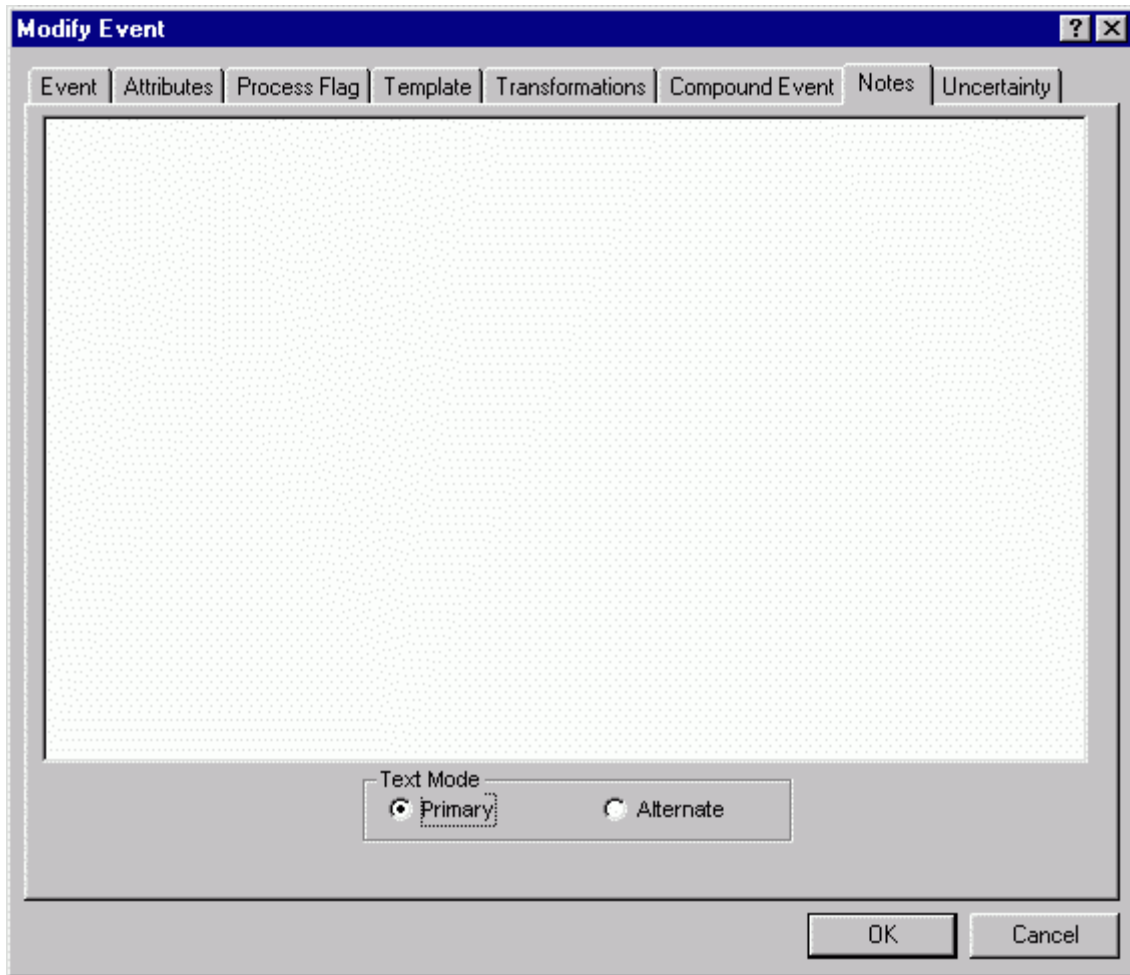 Modify Event
Event Attributes Process Flag Template Transformations Compound Event Notes Uncertainty
Text Mode
Primary Alternate
OK Cancel